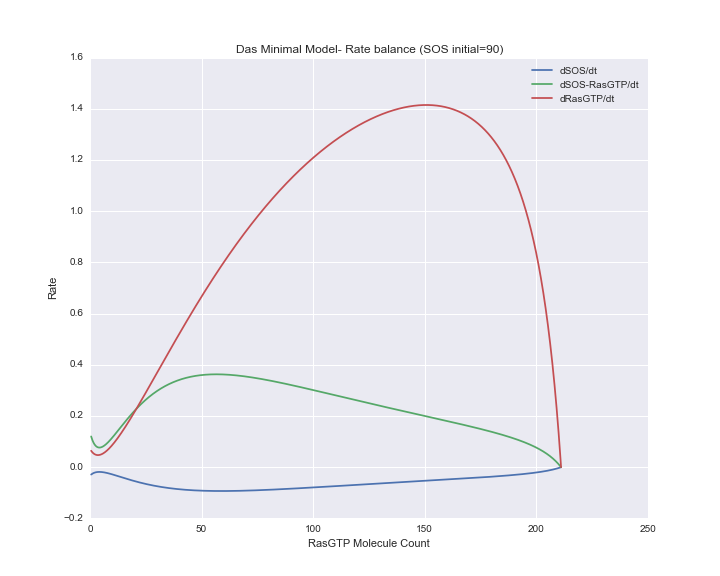 Das Minimal Model- Rate balance (SOS initial=90)
1.6
1.4
1.2
1.0
0.8
0.6
0.4
0.2
0.0
−0.2
Rate
dSOS/dt
dSOS-RasGTP/dt
dRasGTP/dt
0 50 100 150 200 250
RasGTP Molecule Count